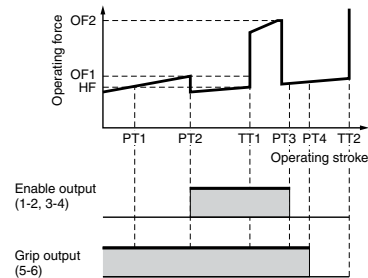 OF2
Operating force
OF1
HF
PT1 PT2 TT1 PT3 PT4 TT2
Operating stroke
Enable output
(1-2, 3-4)
Grip output
(5-6)